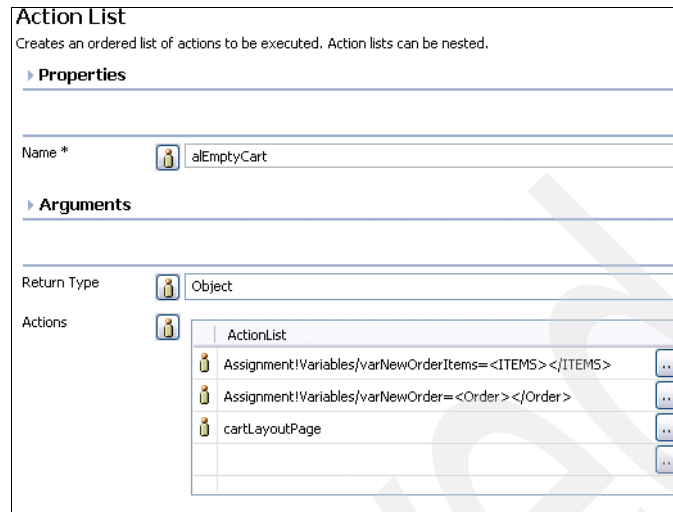 Action List
Creates an ordered list of actions to be executed. Action lists can be nested.
Properties
Name *
alEmptyCart
Arguments
Return Type
Object
Actions
ActionList
Assignment!Variables/varNewOrderItems=<ITEMS></ITEMS>
..
Assignment!Variables/varNewOrder=<Order></Order>
..
cartLayoutPage
..
..